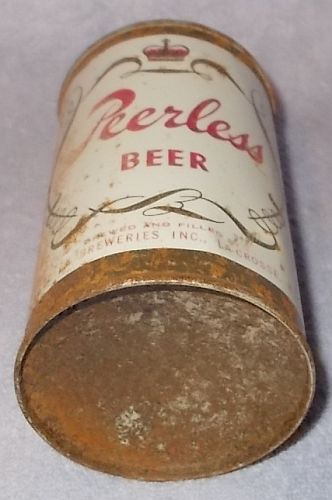 Peerless
BEER
BREWED AND FILLED
BREWERIES, INC., LA CROSSE